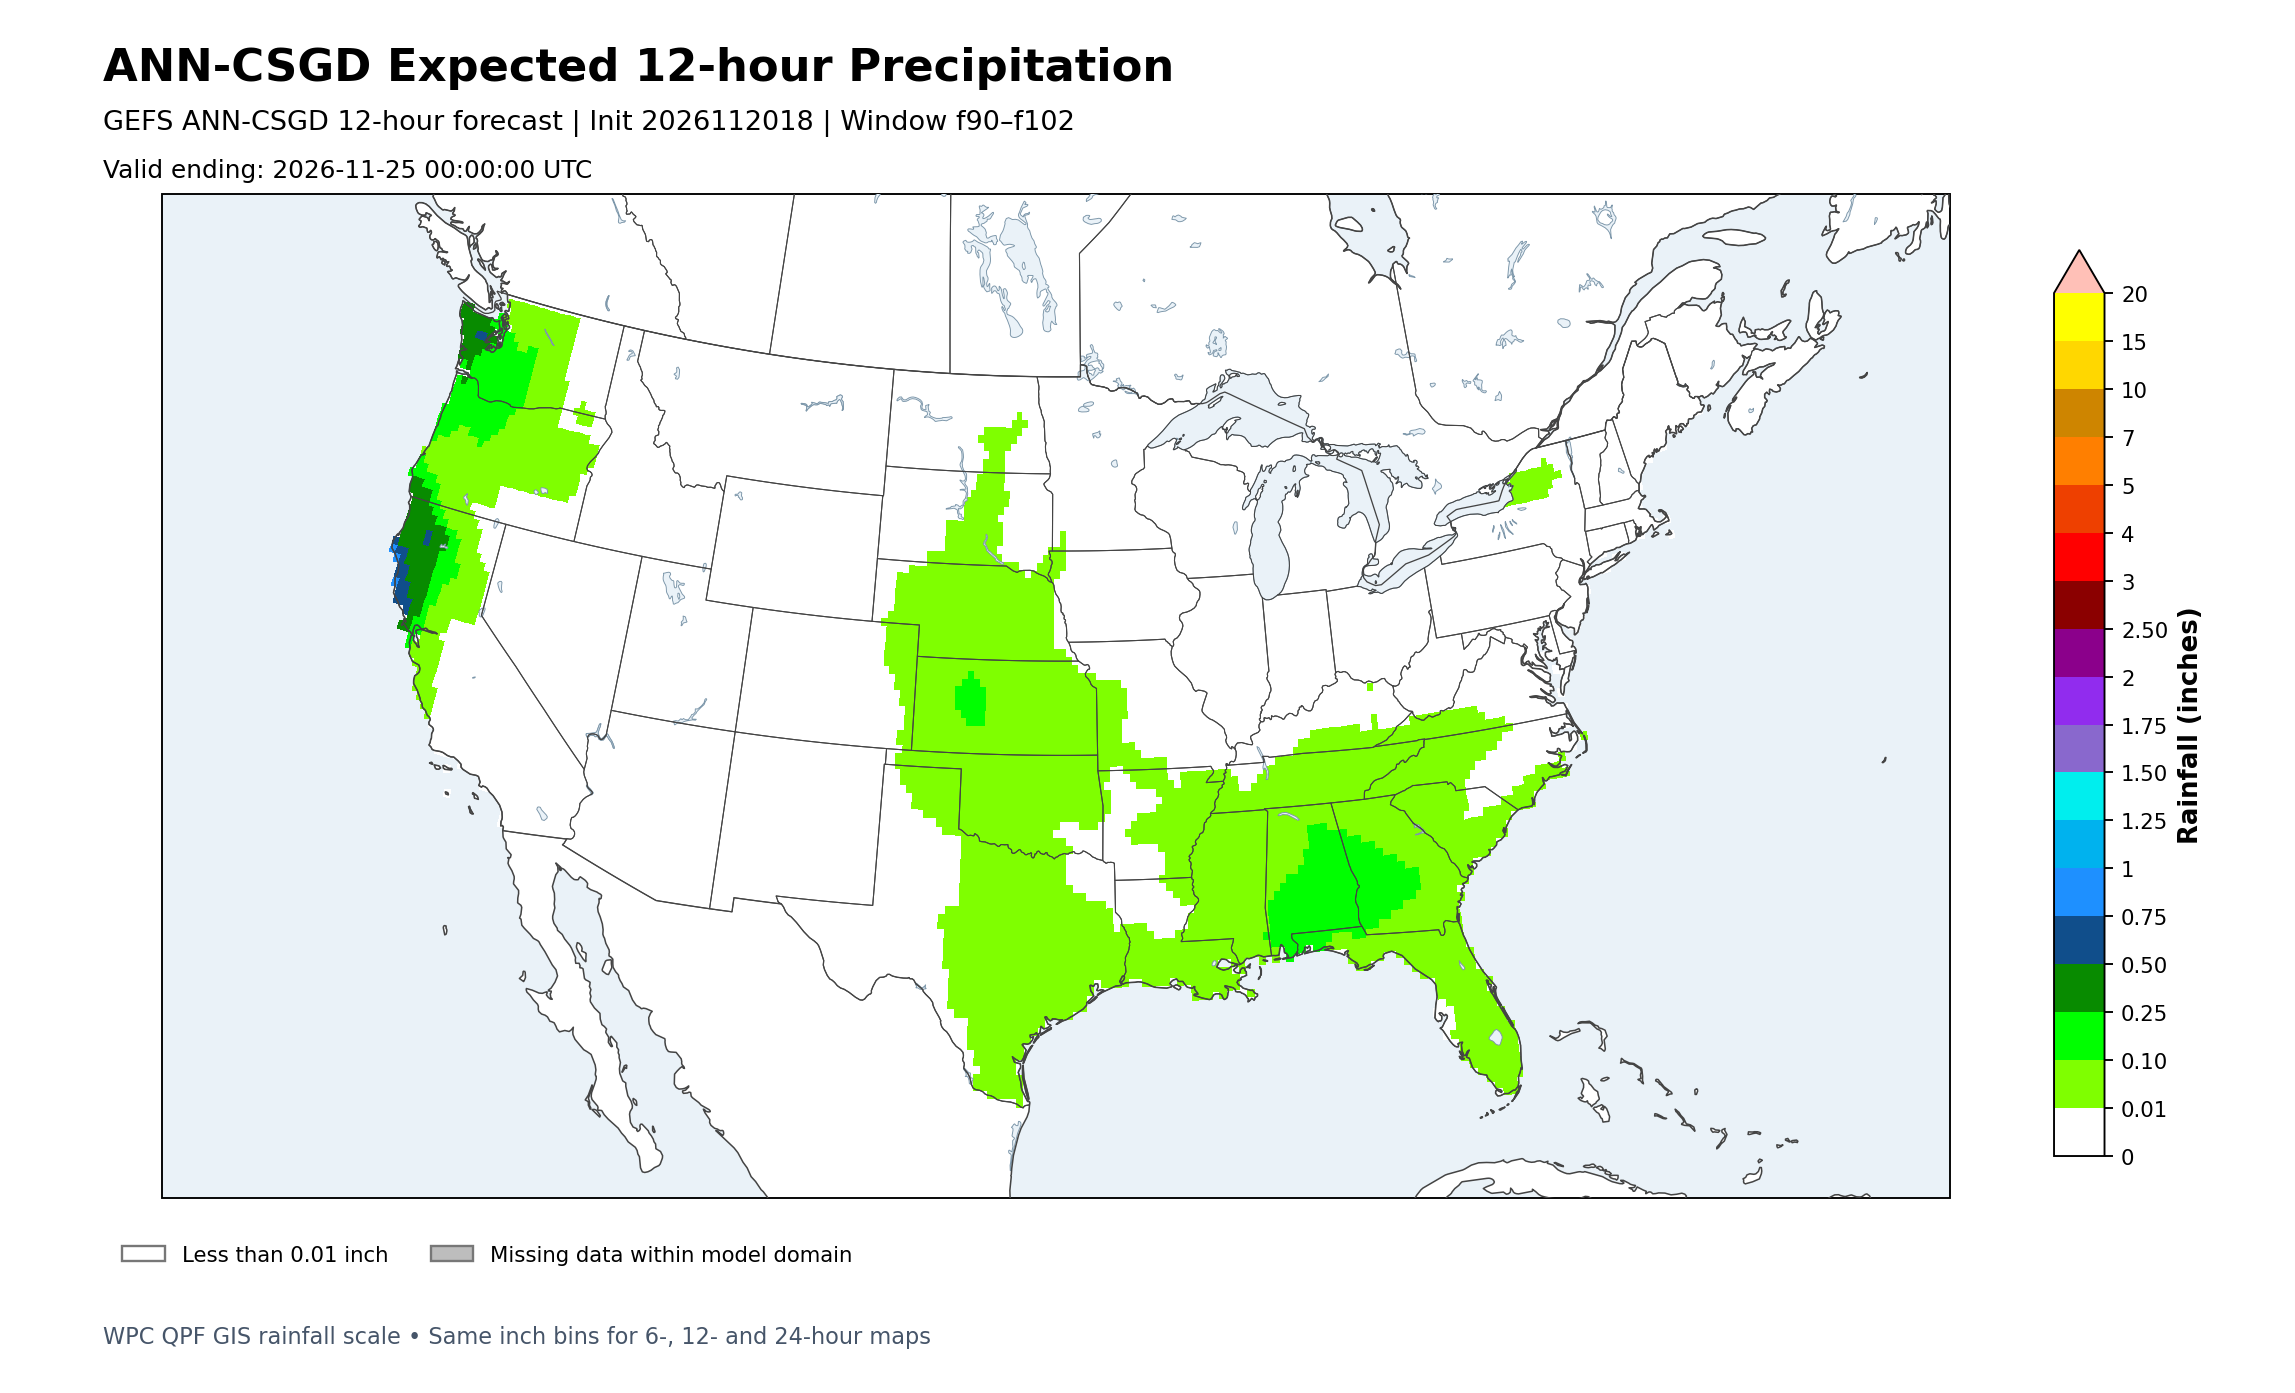 ANN-CSGD Expected 12-hour Precipitation
GEFS ANN-CSGD 12-hour forecast | Init 2026112018 | Window f90–f102
Valid ending: 2026-11-25 00:00:00 UTC
20
15
10
7
5
4
3
2.50
2
1.75
1.50
1.25
1
0.75
0.50
0.25
0.10
0.01
0
Rainfall (inches)
Less than 0.01 inch
Missing data within model domain
WPC QPF GIS rainfall scale • Same inch bins for 6-, 12- and 24-hour maps